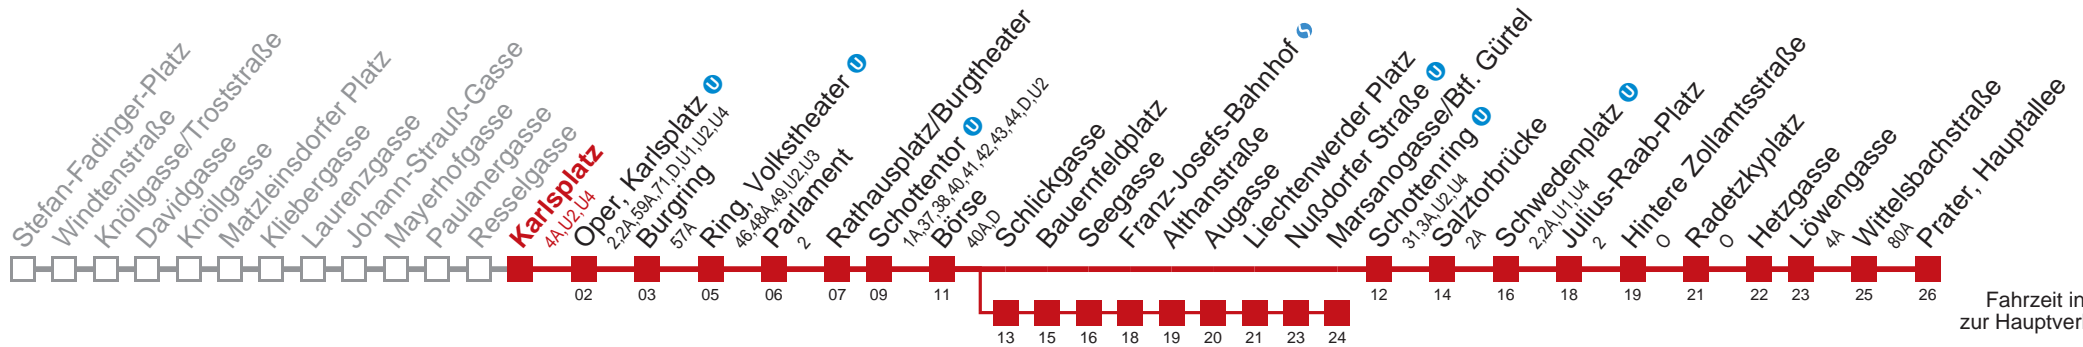 Stefan-Fadinger-Platz
Windtenstraße
Knöllgasse/Troststraße
Davidgasse
Knöllgasse
Matzleinsdorfer Platz
Kliebergasse
Laurenzgasse
Johann-Strauß-Gasse
Mayerhofgasse
Paulanergasse
Resselgasse
Karlsplatz
4A,U2,U4
Oper, Karlsplatz U
2,2A,59A,71,D,U1,U2,U4
Burgring
57A
Ring, Volkstheater U
46,48A,49,U2,U3
Parlament
2
Rathausplatz/Burgtheater
Schottentor U
1A,37,38,40,41,42,43,44,D,U2
Börse
40A,D
Schlickgasse
Bauernfeldplatz
Seegasse
Franz-Josefs-Bahnhof S
Althanstraße
Augasse
Liechtenwerder Platz
Nußdorfer Straße U
Marsanogasse/Btf. Gürtel
Schottenring U
31,3A,U2,U4
Salztorbrücke
2A
Schwedenplatz U
2,2A,U1,U4
Julius-Raab-Platz
2
Hintere Zollamtsstraße
O
Radetzkyplatz
O
Hetzgasse
Löwengasse
4A
Wittelsbachstraße
80A
Prater, Hauptallee
02 03 05 06 07 09 11 12 14 16 18 19 21 22 23 25 26
13 15 16 18 19 20 21 23 24
Fahrzeit in
zur Hauptver